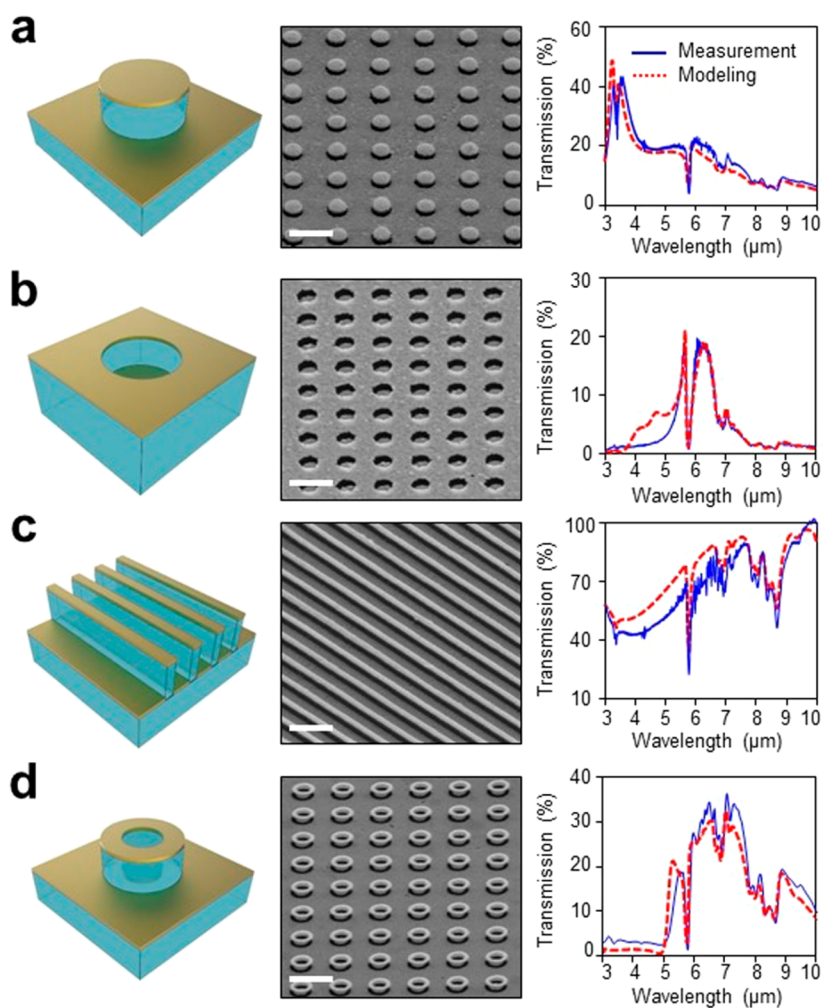 a
60
40
20
0
Transmission (%)
Measurement
Modeling
3 4 5 6 7 8 9 10
Wavelength (μm)
b
30
20
10
0
Transmission (%)
3 4 5 6 7 8 9 10
Wavelength (μm)
c
100
70
40
10
Transmission (%)
3 4 5 6 7 8 9 10
Wavelength (μm)
d
40
30
20
10
0
Transmission (%)
3 4 5 6 7 8 9 10
Wavelength (μm)